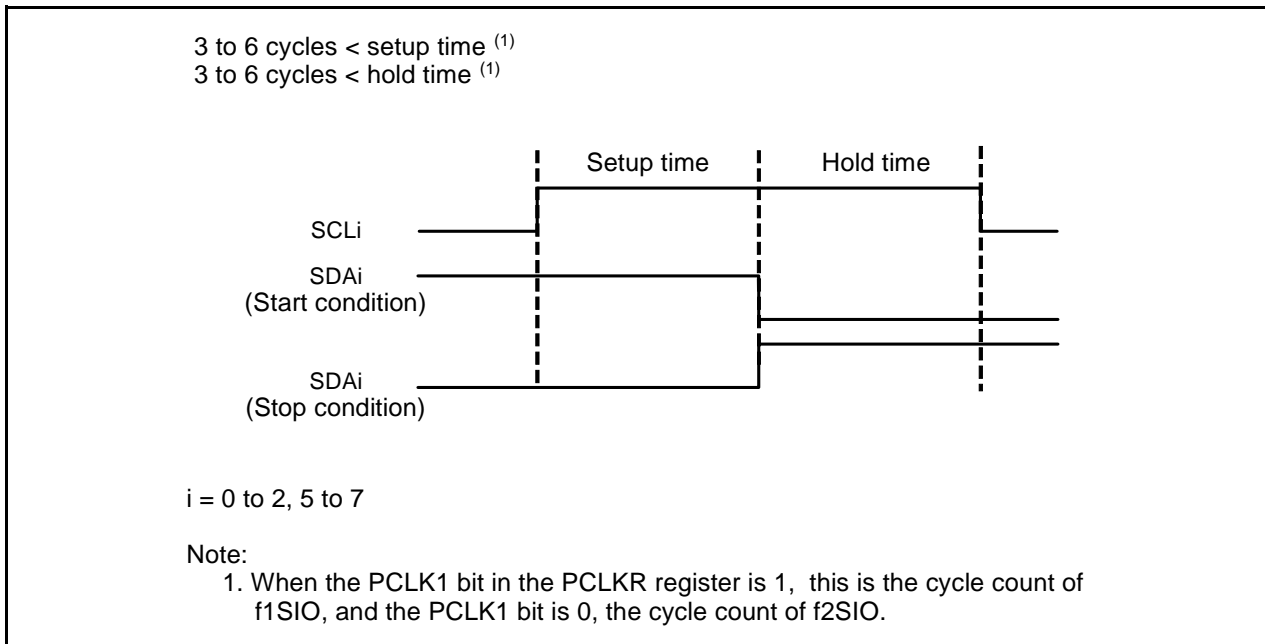 3 to 6 cycles < setup time (1)
3 to 6 cycles < hold time (1)
Setup time
Hold time
SCLi
SDAi
(Start condition)
SDAi
(Stop condition)
i = 0 to 2, 5 to 7
Note:
1. When the PCLK1 bit in the PCLKR register is 1, this is the cycle count of
f1SIO, and the PCLK1 bit is 0, the cycle count of f2SIO.